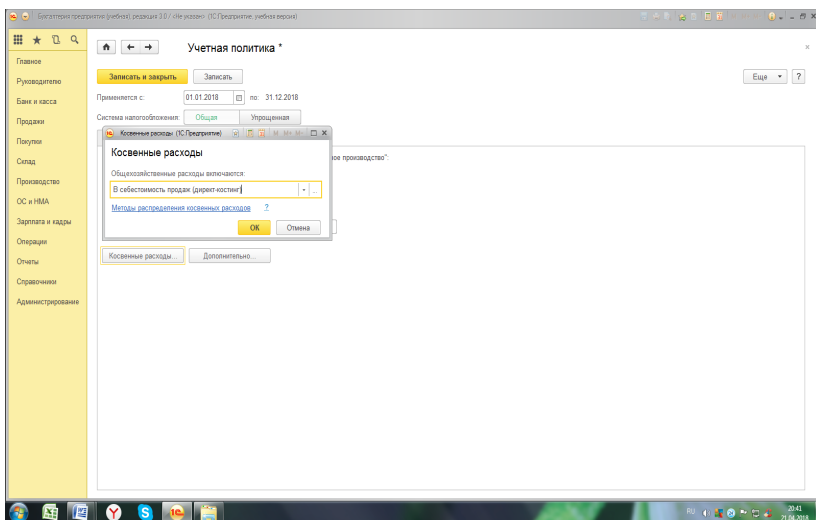 Бухгалтерия предприятия (учебная), редакция 3.0 / <Не указано> (1С:Предприятие, учебная версия)
Главное
Руководителю
Банк и касса
Продажи
Покупки
Склад
Производство
ОС и НМА
Зарплата и кадры
Операции
Отчеты
Справочники
Администрирование
Учетная политика *
Записать и закрыть
Записать
Еще
?
Применяется с:
01.01.2018
по: 31.12.2018
Система налогообложения:
Общая
Упрощенная
ное производство":
Косвенные расходы (1С:Предприятие)
M M+ M-
Косвенные расходы
Общехозяйственные расходы включаются:
В себестоимость продаж (директ-костинг)
...
Методы распределения косвенных расходов
?
ОК
Отмена
Косвенные расходы...
Дополнительно...
RU
20:41
21.04.2018